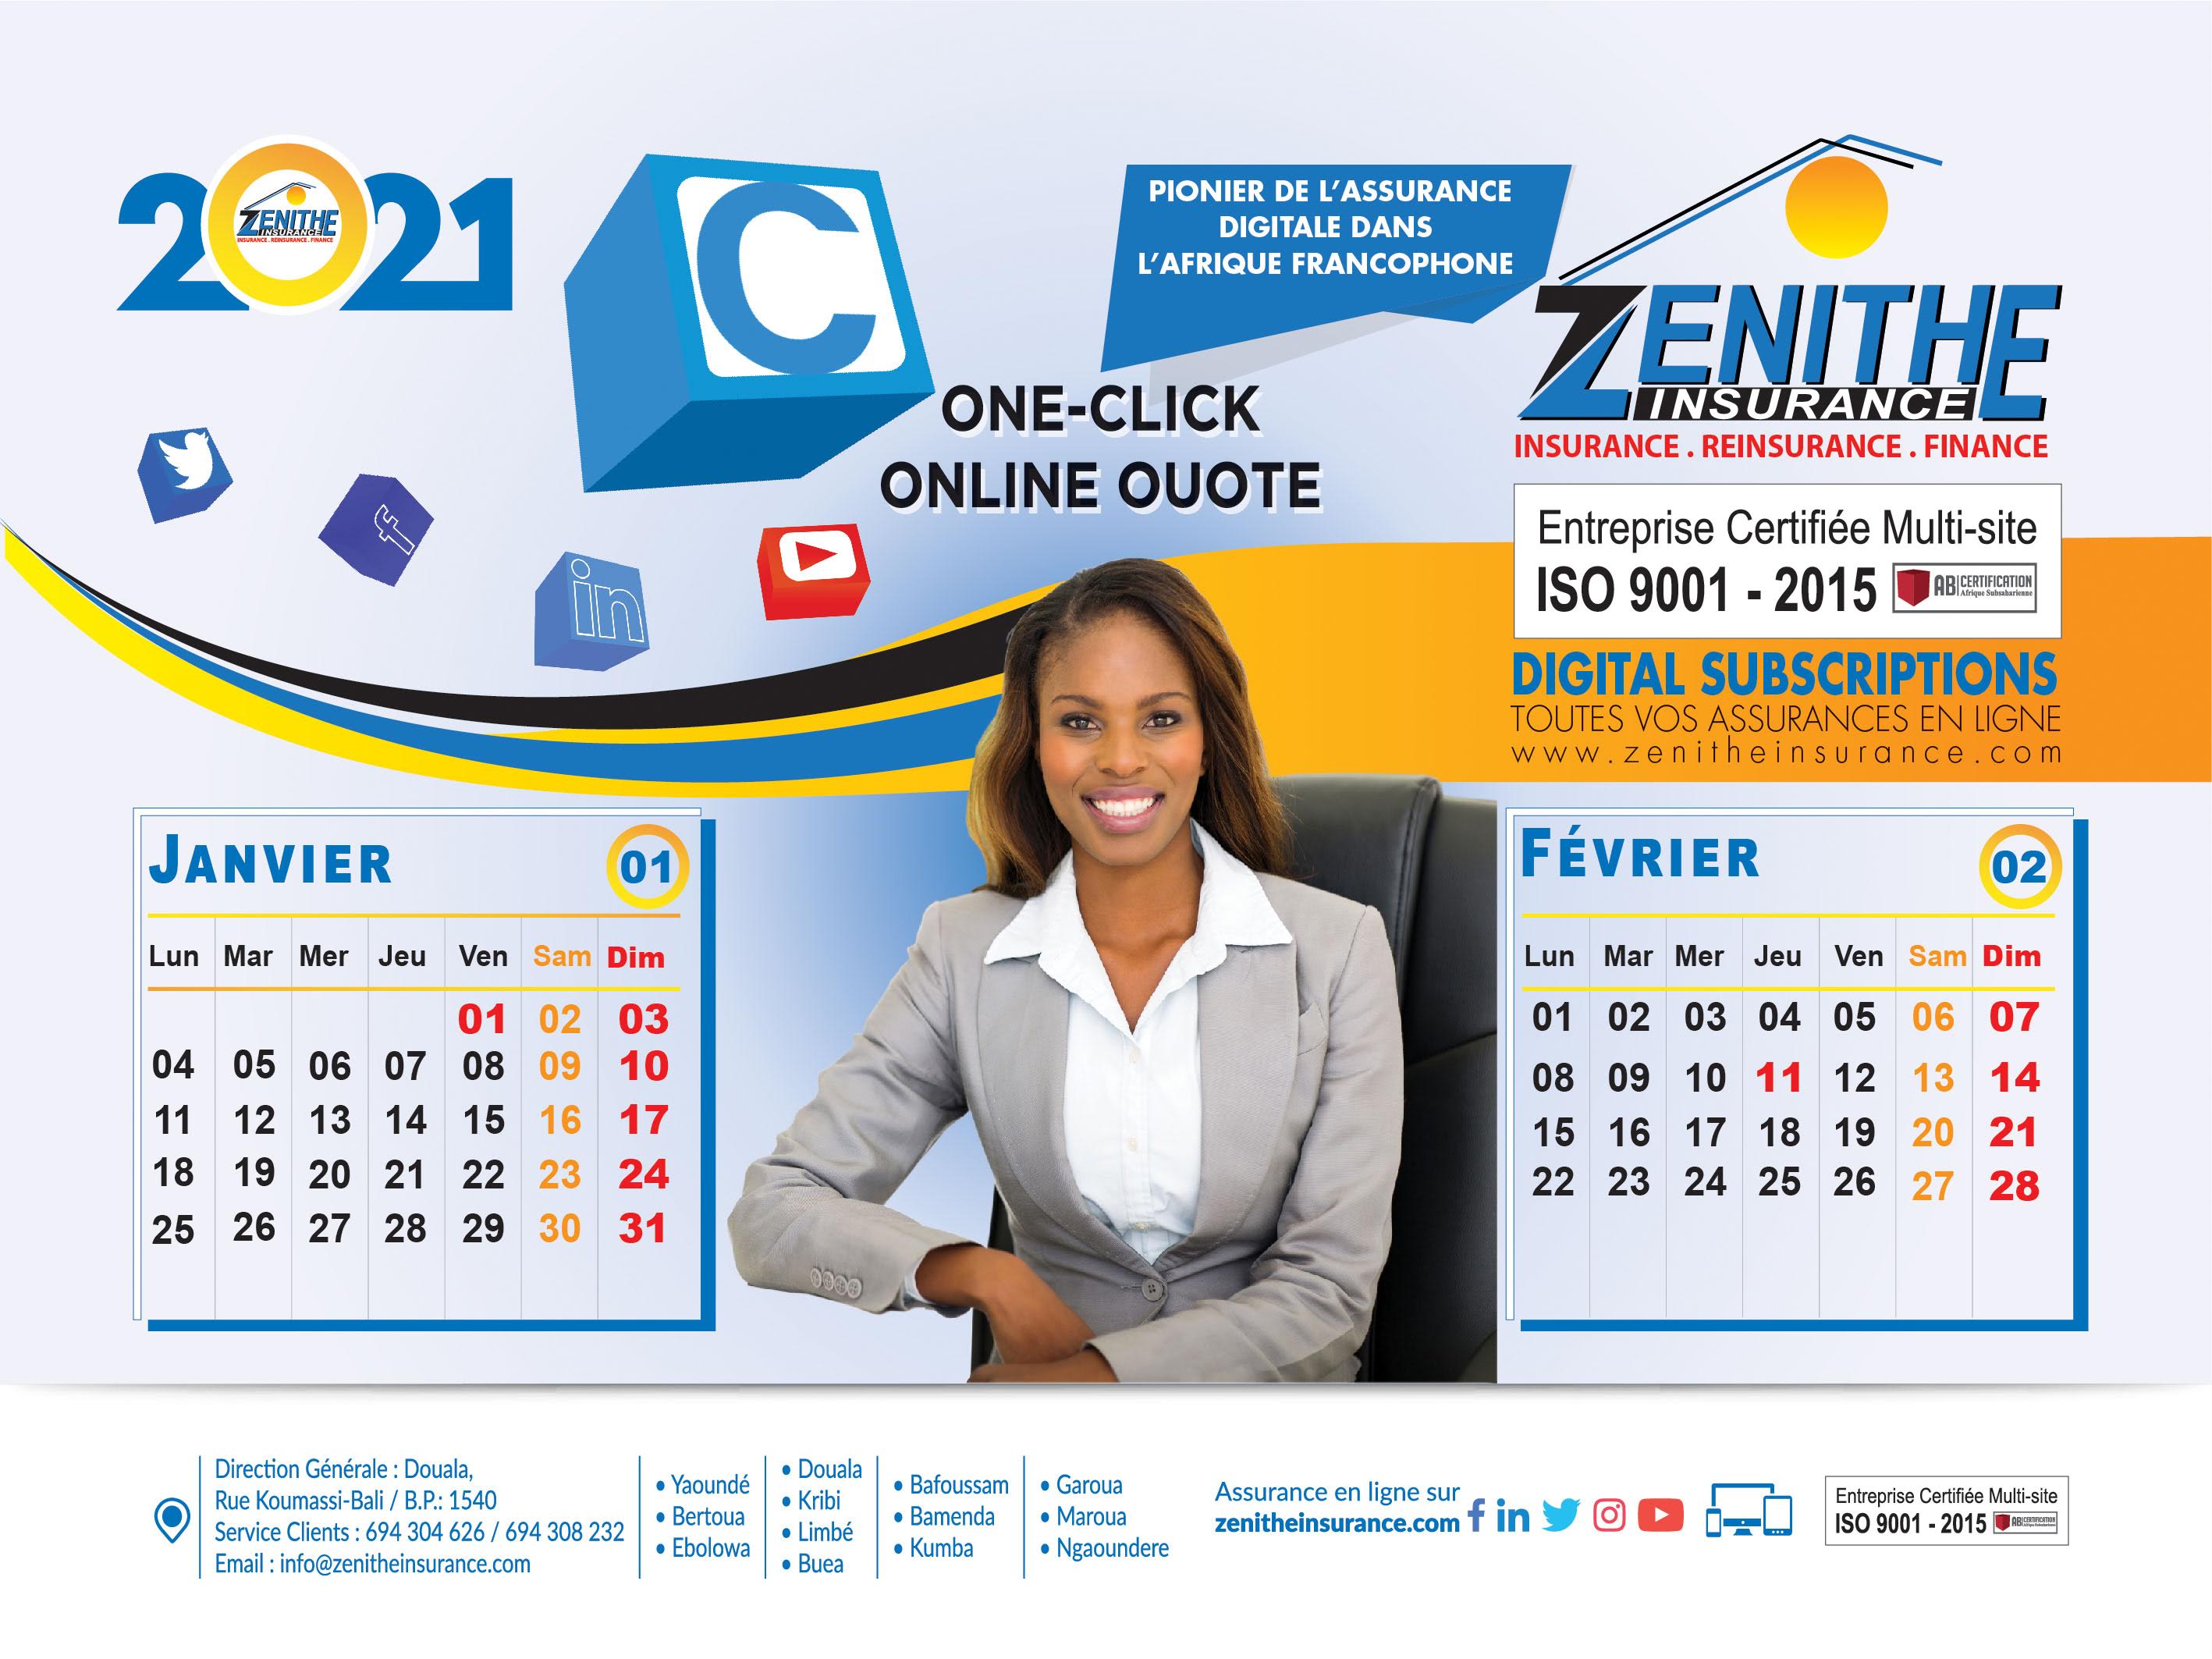 2021
ZENITHE
INSURANCE
INSURANCE . REINSURANCE . FINANCE
C
ONE-CLICK
ONLINE OUOTE
PIONIER DE L'ASSURANCE
DIGITALE DANS
L'AFRIQUE FRANCOPHONE
ZENITHE
INSURANCE
INSURANCE . REINSURANCE . FINANCE
Entreprise Certifiée Multi-site
ISO 9001 - 2015 AB CERTIFICATION
Afrique Subsaharienne
f
in
DIGITAL SUBSCRIPTIONS
TOUTES VOS ASSURANCES EN LIGNE
www.zenitheinsurance.com
JANVIER 01
Lun Mar Mer Jeu Ven Sam Dim
01 02 03
04 05 06 07 08 09 10
11 12 13 14 15 16 17
18 19 20 21 22 23 24
25 26 27 28 29 30 31
FÉVRIER 02
Lun Mar Mer Jeu Ven Sam Dim
01 02 03 04 05 06 07
08 09 10 11 12 13 14
15 16 17 18 19 20 21
22 23 24 25 26 27 28
Direction Générale : Douala,
Rue Koumassi-Bali / B.P.: 1540
Service Clients : 694 304 626 / 694 308 232
Email : info@zenitheinsurance.com
• Yaoundé
• Bertoua
• Ebolowa
• Douala
• Kribi
• Limbé
• Buea
• Bafoussam
• Bamenda
• Kumba
• Garoua
• Maroua
• Ngaoundere
Assurance en ligne sur
zenitheinsurance.com f in
Entreprise Certifiée Multi-site
ISO 9001 - 2015 AB CERTIFICATION